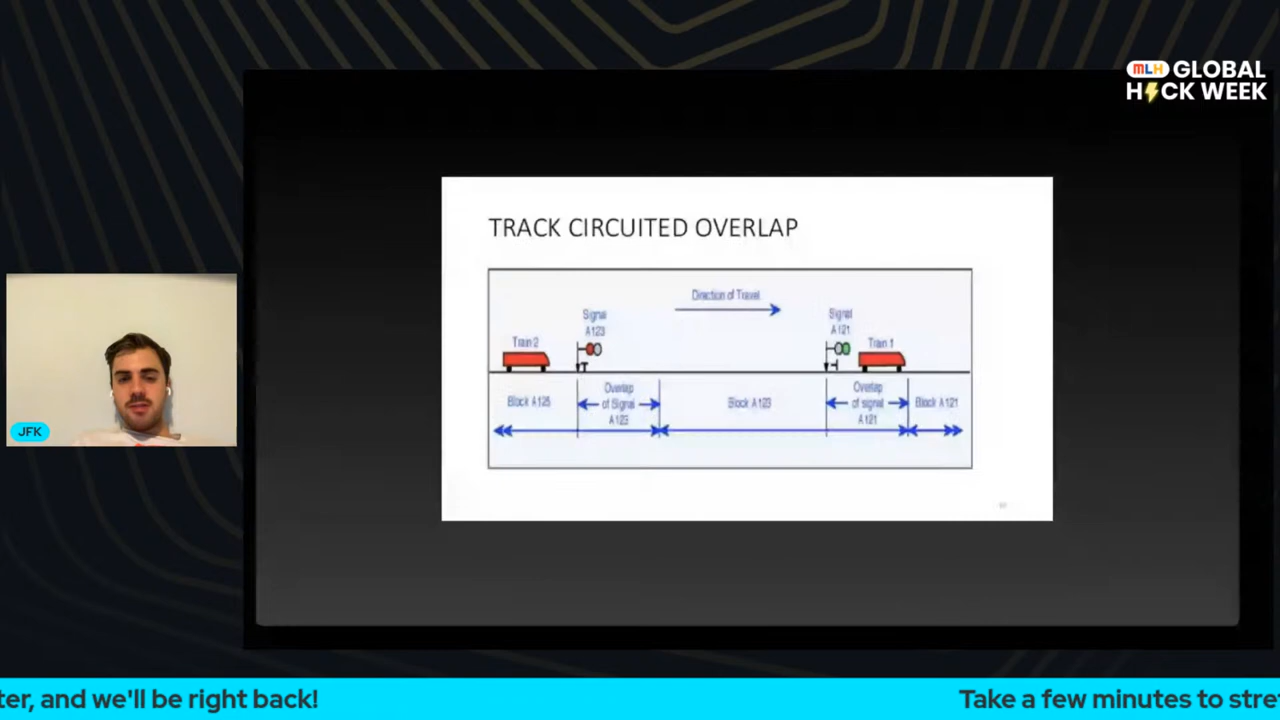 MLH GLOBAL
HACK WEEK
TRACK CIRCUITED OVERLAP
Direction of Travel
Signal
A123
Signal
A121
Train 2
Train 1
Block A125
Overlap
of Signal
A123
Block A123
Overlap
of signal
A121
Block A121
JFK
ter, and we'll be right back!
Take a few minutes to stre